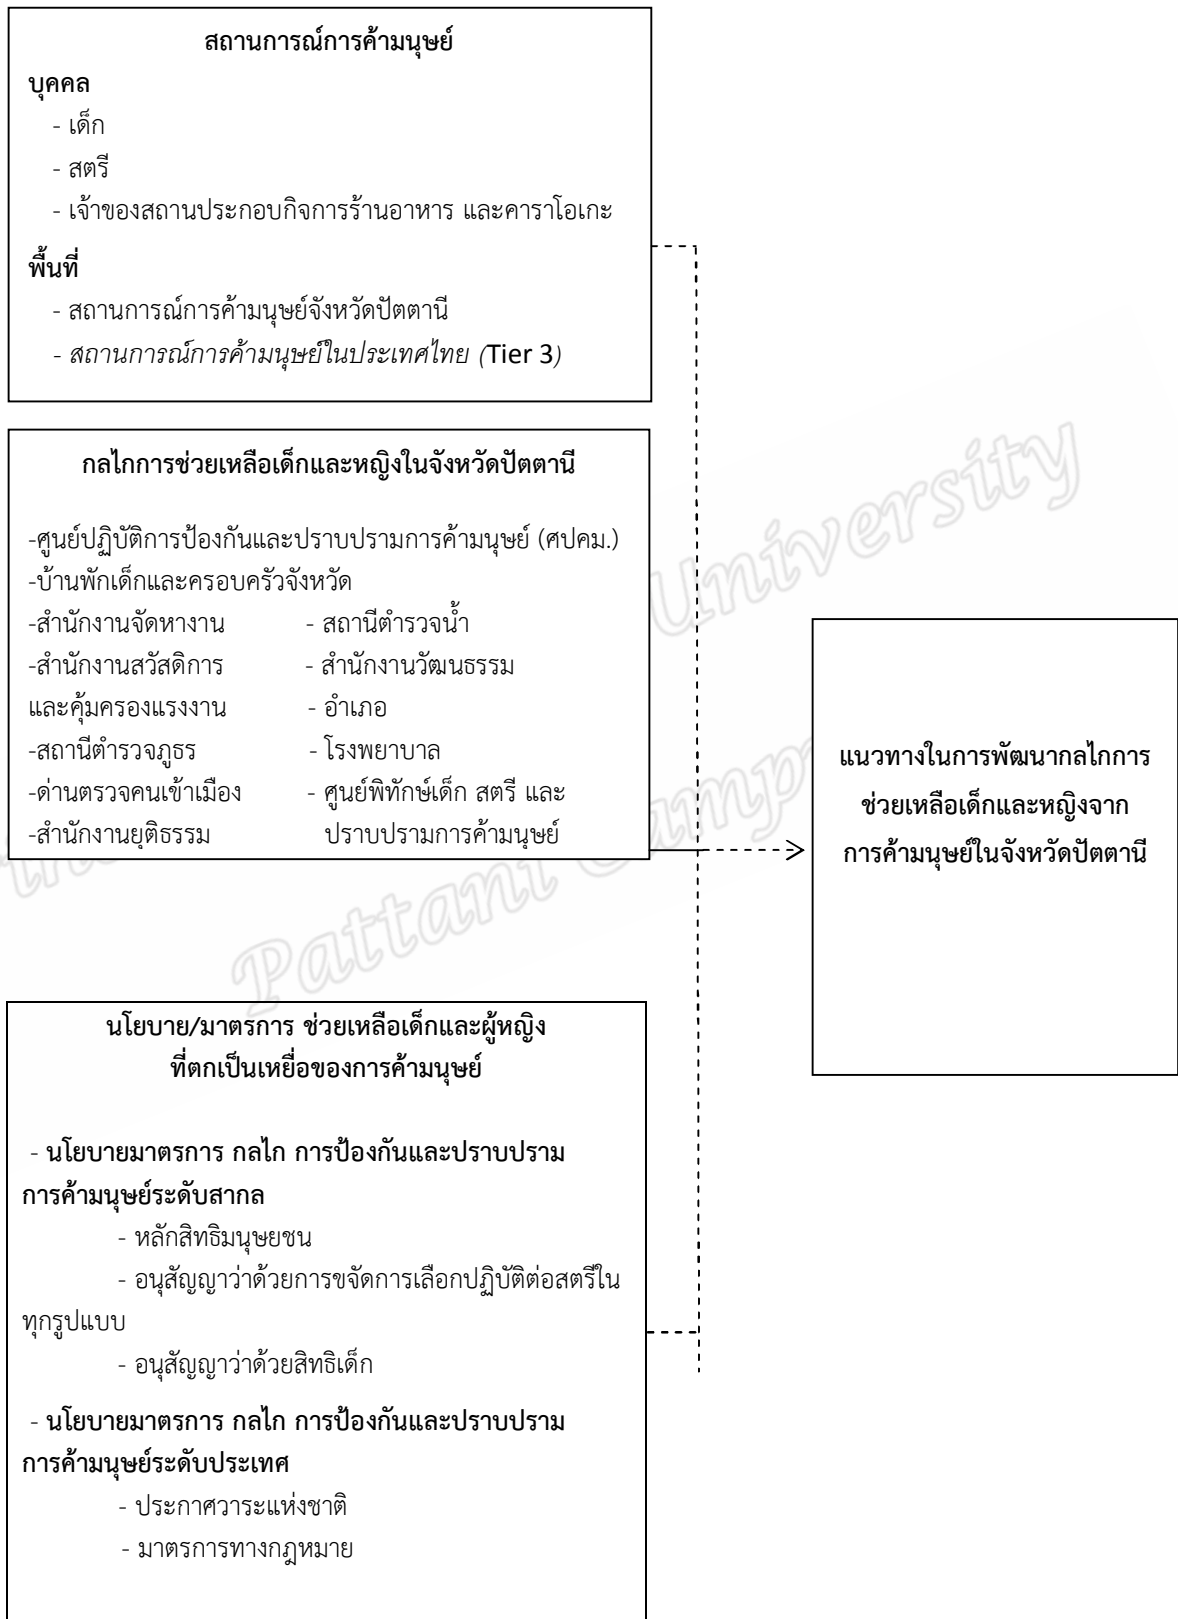 สถานการณ์การค้ามนุษย์
บุคคล
- เด็ก
- สตรี
- เจ้าของสถานประกอบกิจการร้านอาหาร และคาราโอเกะ
พื้นที่
- สถานการณ์การค้ามนุษย์จังหวัดปัตตานี
- สถานการณ์การค้ามนุษย์ในประเทศไทย (Tier 3)
กลไกการช่วยเหลือเด็กและหญิงในจังหวัดปัตตานี
-ศูนย์ปฏิบัติการป้องกันและปราบปรามการค้ามนุษย์ (ศปคม.)
-บ้านพักเด็กและครอบครัวจังหวัด
-สำนักงานจัดหางาน - สถานีตำรวจน้ำ
-สำนักงานสวัสดิการ - สำนักงานวัฒนธรรม
และคุ้มครองแรงงาน - อำเภอ
-สถานีตำรวจภูธร - โรงพยาบาล
-ด่านตรวจคนเข้าเมือง - ศูนย์พิทักษ์เด็ก สตรี และ
-สำนักงานยุติธรรม ปราบปรามการค้ามนุษย์
แนวทางในการพัฒนากลไกการ
ช่วยเหลือเด็กและหญิงจาก
การค้ามนุษย์ในจังหวัดปัตตานี
นโยบาย/มาตรการ ช่วยเหลือเด็กและผู้หญิง
ที่ตกเป็นเหยื่อของการค้ามนุษย์
- นโยบายมาตรการ กลไก การป้องกันและปราบปราม
การค้ามนุษย์ระดับสากล
- หลักสิทธิมนุษยชน
- อนุสัญญาว่าด้วยการขจัดการเลือกปฏิบัติต่อสตรีใน
ทุกรูปแบบ
- อนุสัญญาว่าด้วยสิทธิเด็ก
- นโยบายมาตรการ กลไก การป้องกันและปราบปราม
การค้ามนุษย์ระดับประเทศ
- ประกาศวาระแห่งชาติ
- มาตรการทางกฎหมาย
University
Pattani